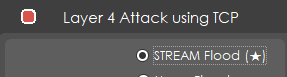 Layer 4 Attack using TCP
STREAM Flood (★)